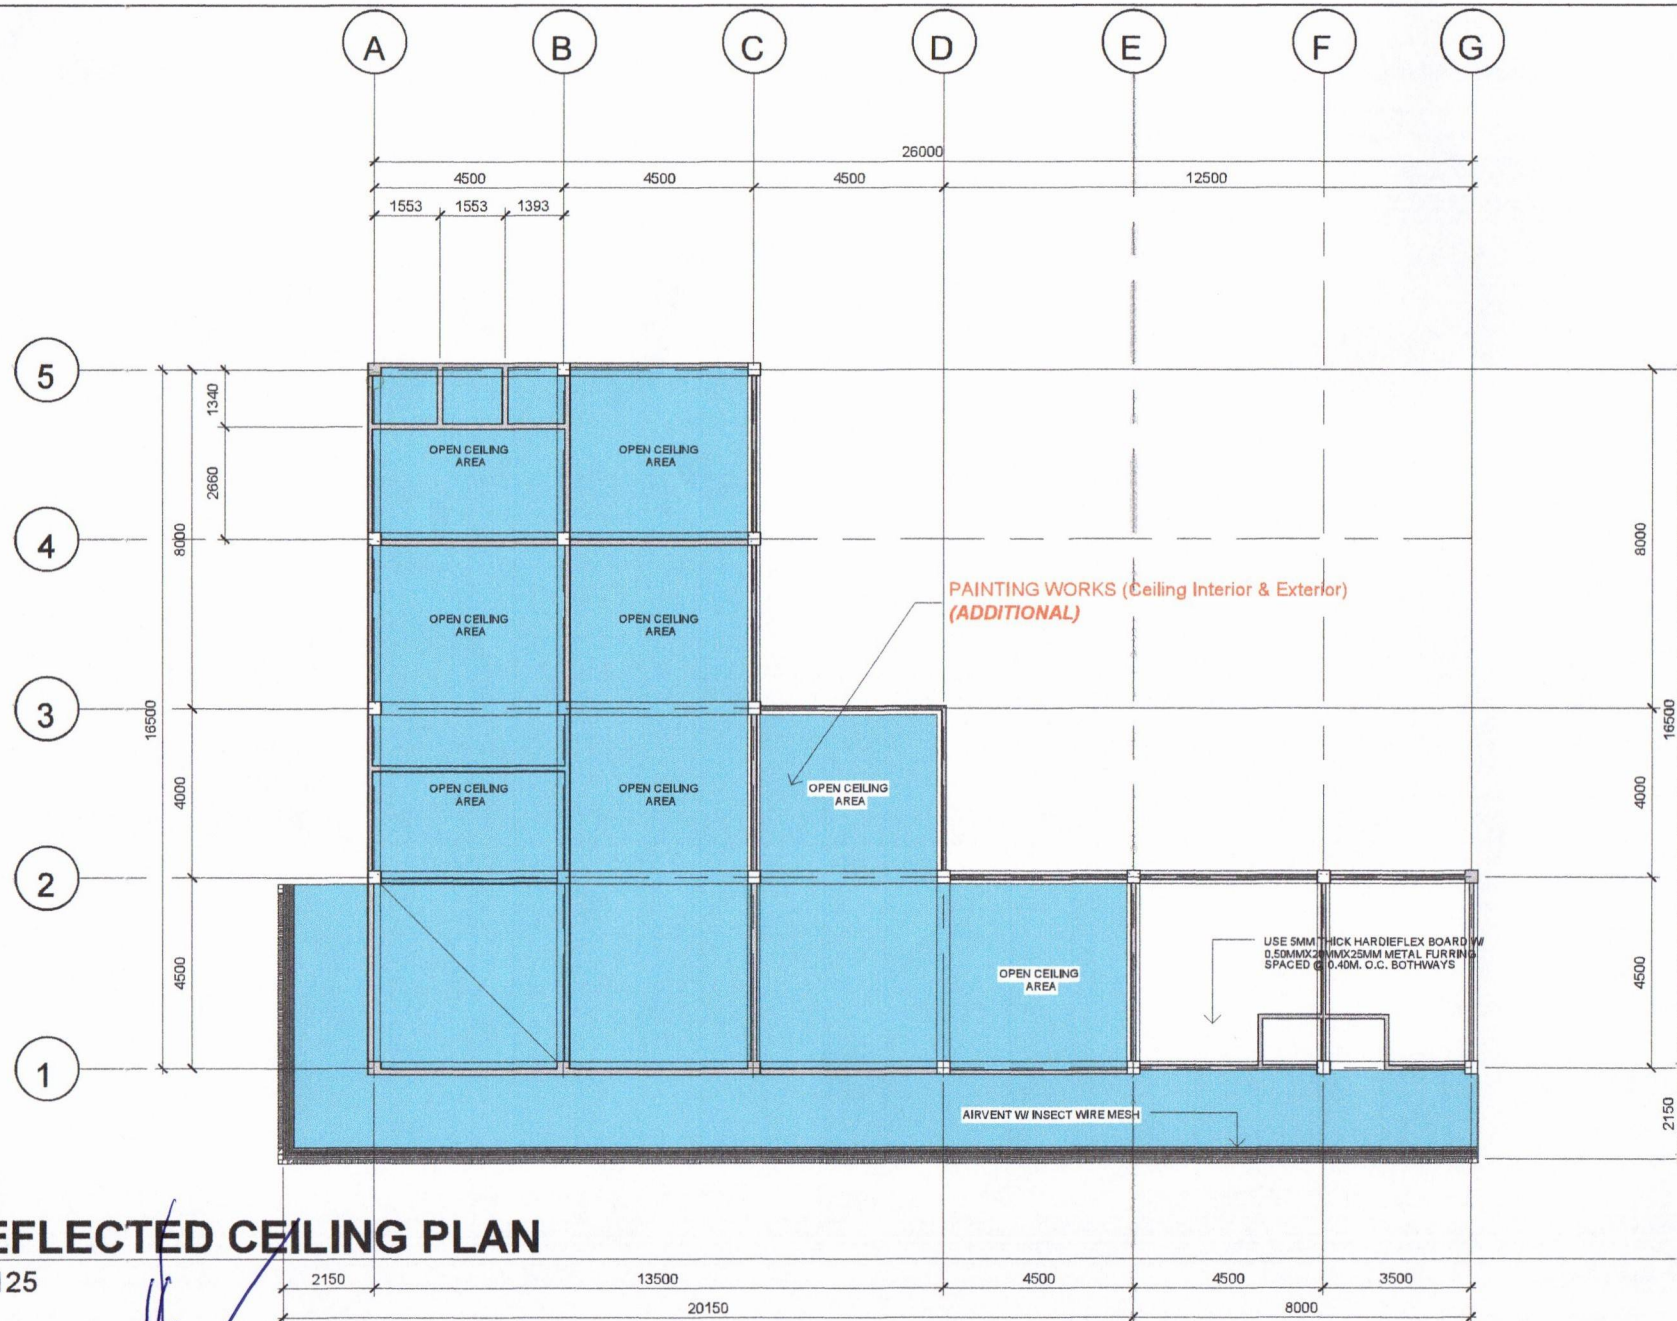 A B C D E F G
26000
4500 4500 4500 12500
1553 1553 1393
5
4
3
2
1
1340
2660
8000
16500
4000
4500
8000
16500
4000
4500
2150
OPEN CEILING
AREA
OPEN CEILING
AREA
OPEN CEILING
AREA
OPEN CEILING
AREA
PAINTING WORKS (Ceiling Interior & Exterior)
(ADDITIONAL)
OPEN CEILING
AREA
OPEN CEILING
AREA
OPEN CEILING
AREA
OPEN CEILING
AREA
USE 5MM THICK HARDIEFLEX BOARD W/
0.50MMX20MMX25MM METAL FURRING
SPACED @ 0.40M. O.C. BOTHWAYS
AIRVENT W/ INSECT WIRE MESH
EFLECTED CEILING PLAN
125
2150 13500 4500 4500 3500
20150 8000